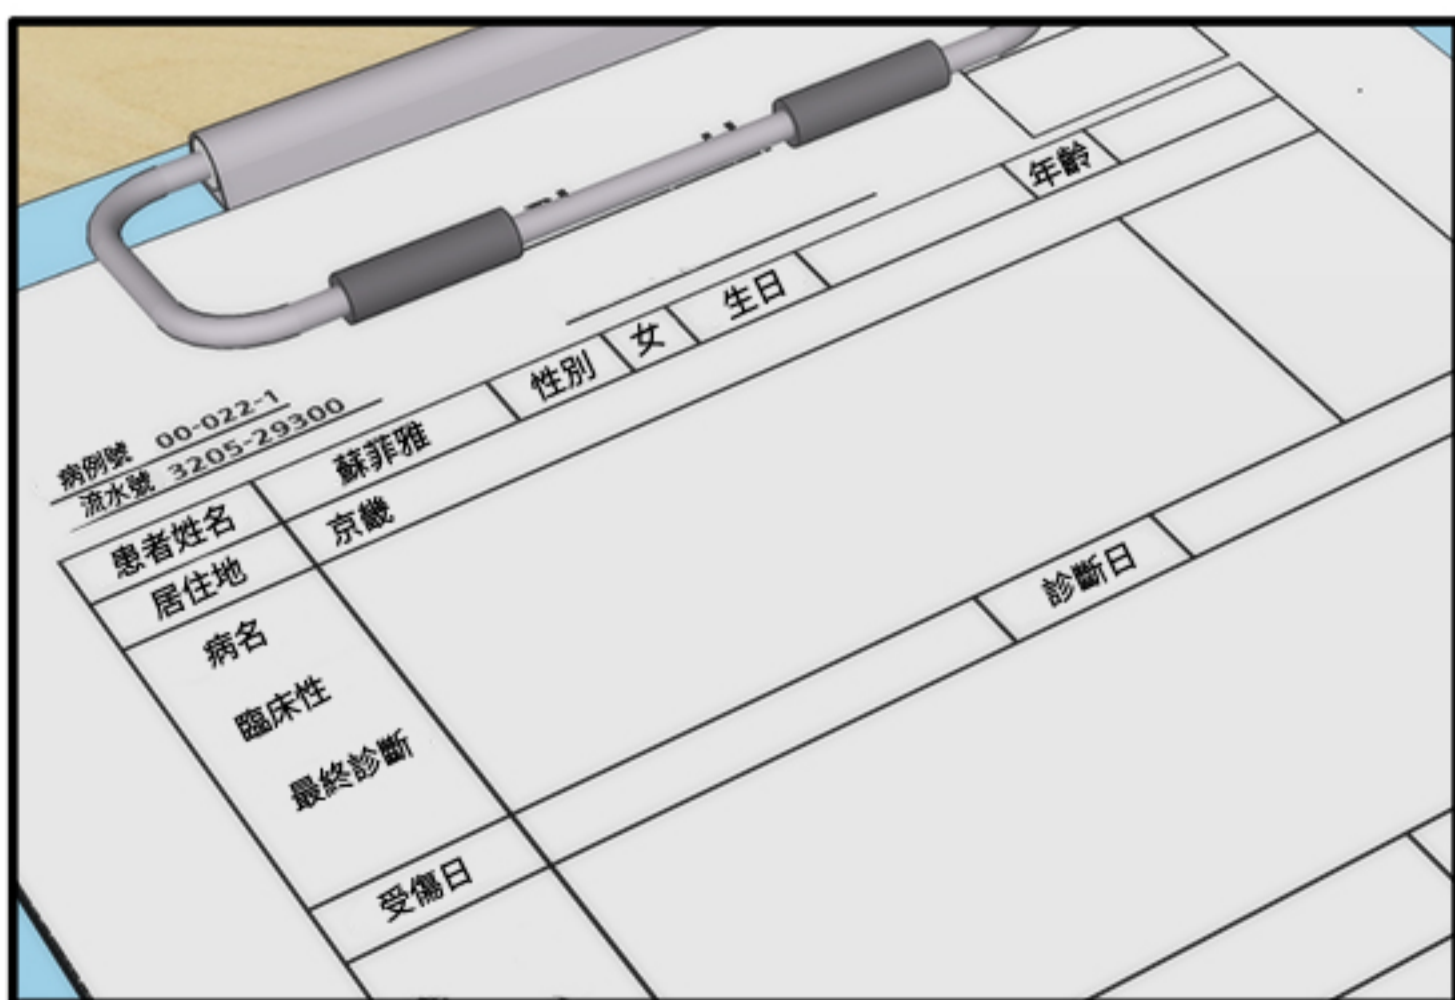 病例號 00-022-1
流水號 3205-29300
患者姓名 蘇菲雅 性別 女 生日 年齡
居住地 京畿
病名
臨床性
最終診斷
受傷日 診斷日